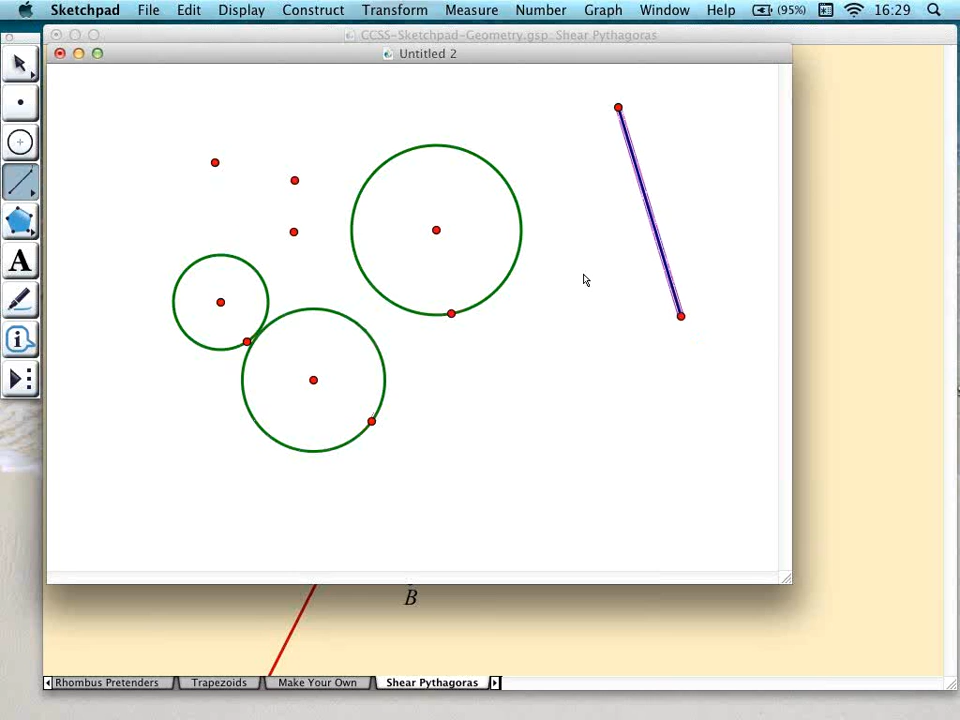 Sketchpad File Edit Display Construct Transform Measure Number Graph Window Help (95%) 16:29
CCSS-Sketchpad-Geometry.gsp: Shear Pythagoras
Untitled 2
A
B
Rhombus Pretenders Trapezoids Make Your Own Shear Pythagoras